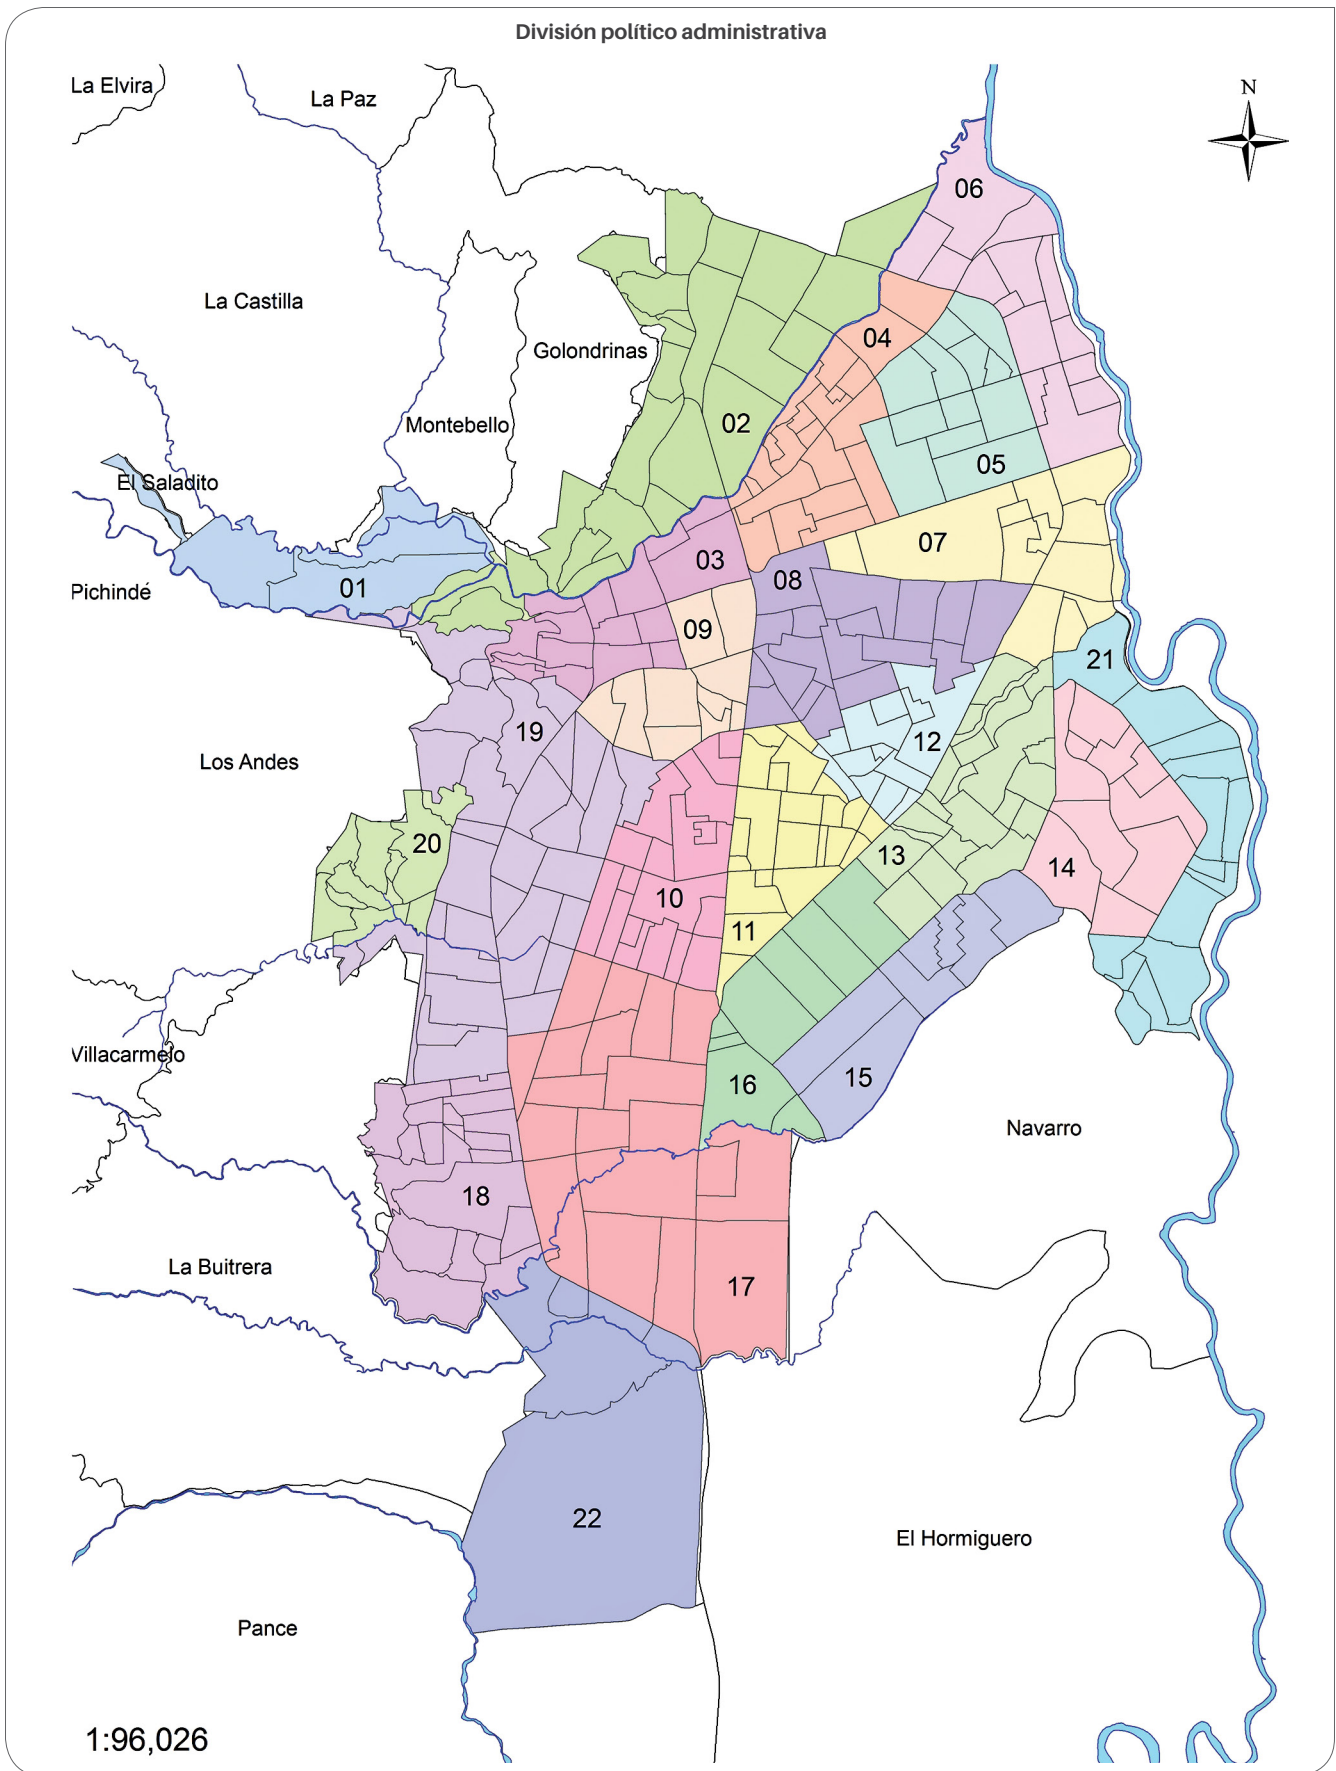 División político administrativa
La Elvira
La Paz
N
06
La Castilla
04
Golondrinas
02
Montebello
05
El Saladito
07
03
08
Pichindé
01
09
21
19
12
Los Andes
20
13
14
10
11
Villacarmelo
16
15
Navarro
18
La Buitrera
17
22
El Hormiguero
Pance
1:96,026